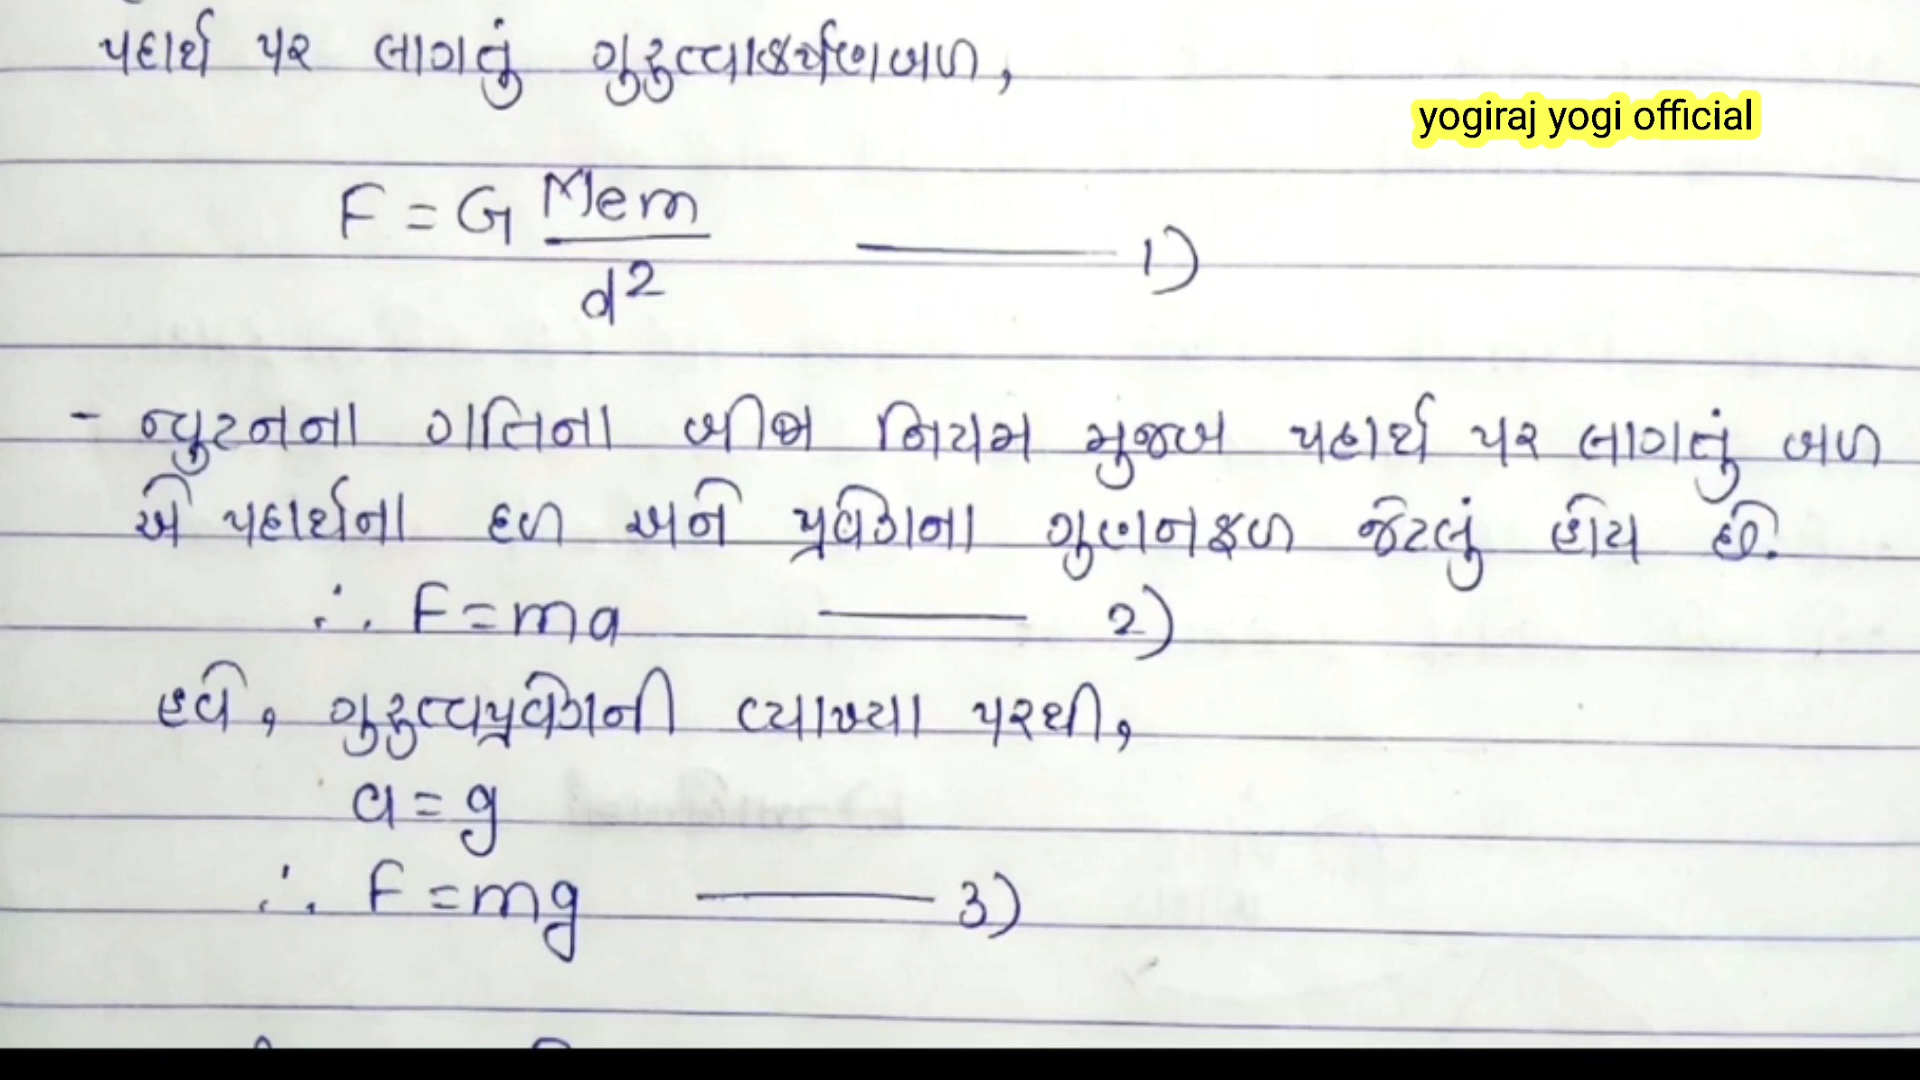 પદાર્થ પર લાગતું ગુરુત્વાકર્ષણબળ,
yogiraj yogi official
F = G Mem / d² ——— 1)
- ન્યુટનના ગતિના બીજા નિયમ મુજબ પદાર્થ પર લાગતું બળ
એ પદાર્થના દળ અને પ્રવેગના ગુણનફળ જેટલું હોય છે.
∴ F = ma ——— 2)
હવે, ગુરુત્વપ્રવેગની વ્યાખ્યા પરથી,
a = g
∴ F = mg ——— 3)